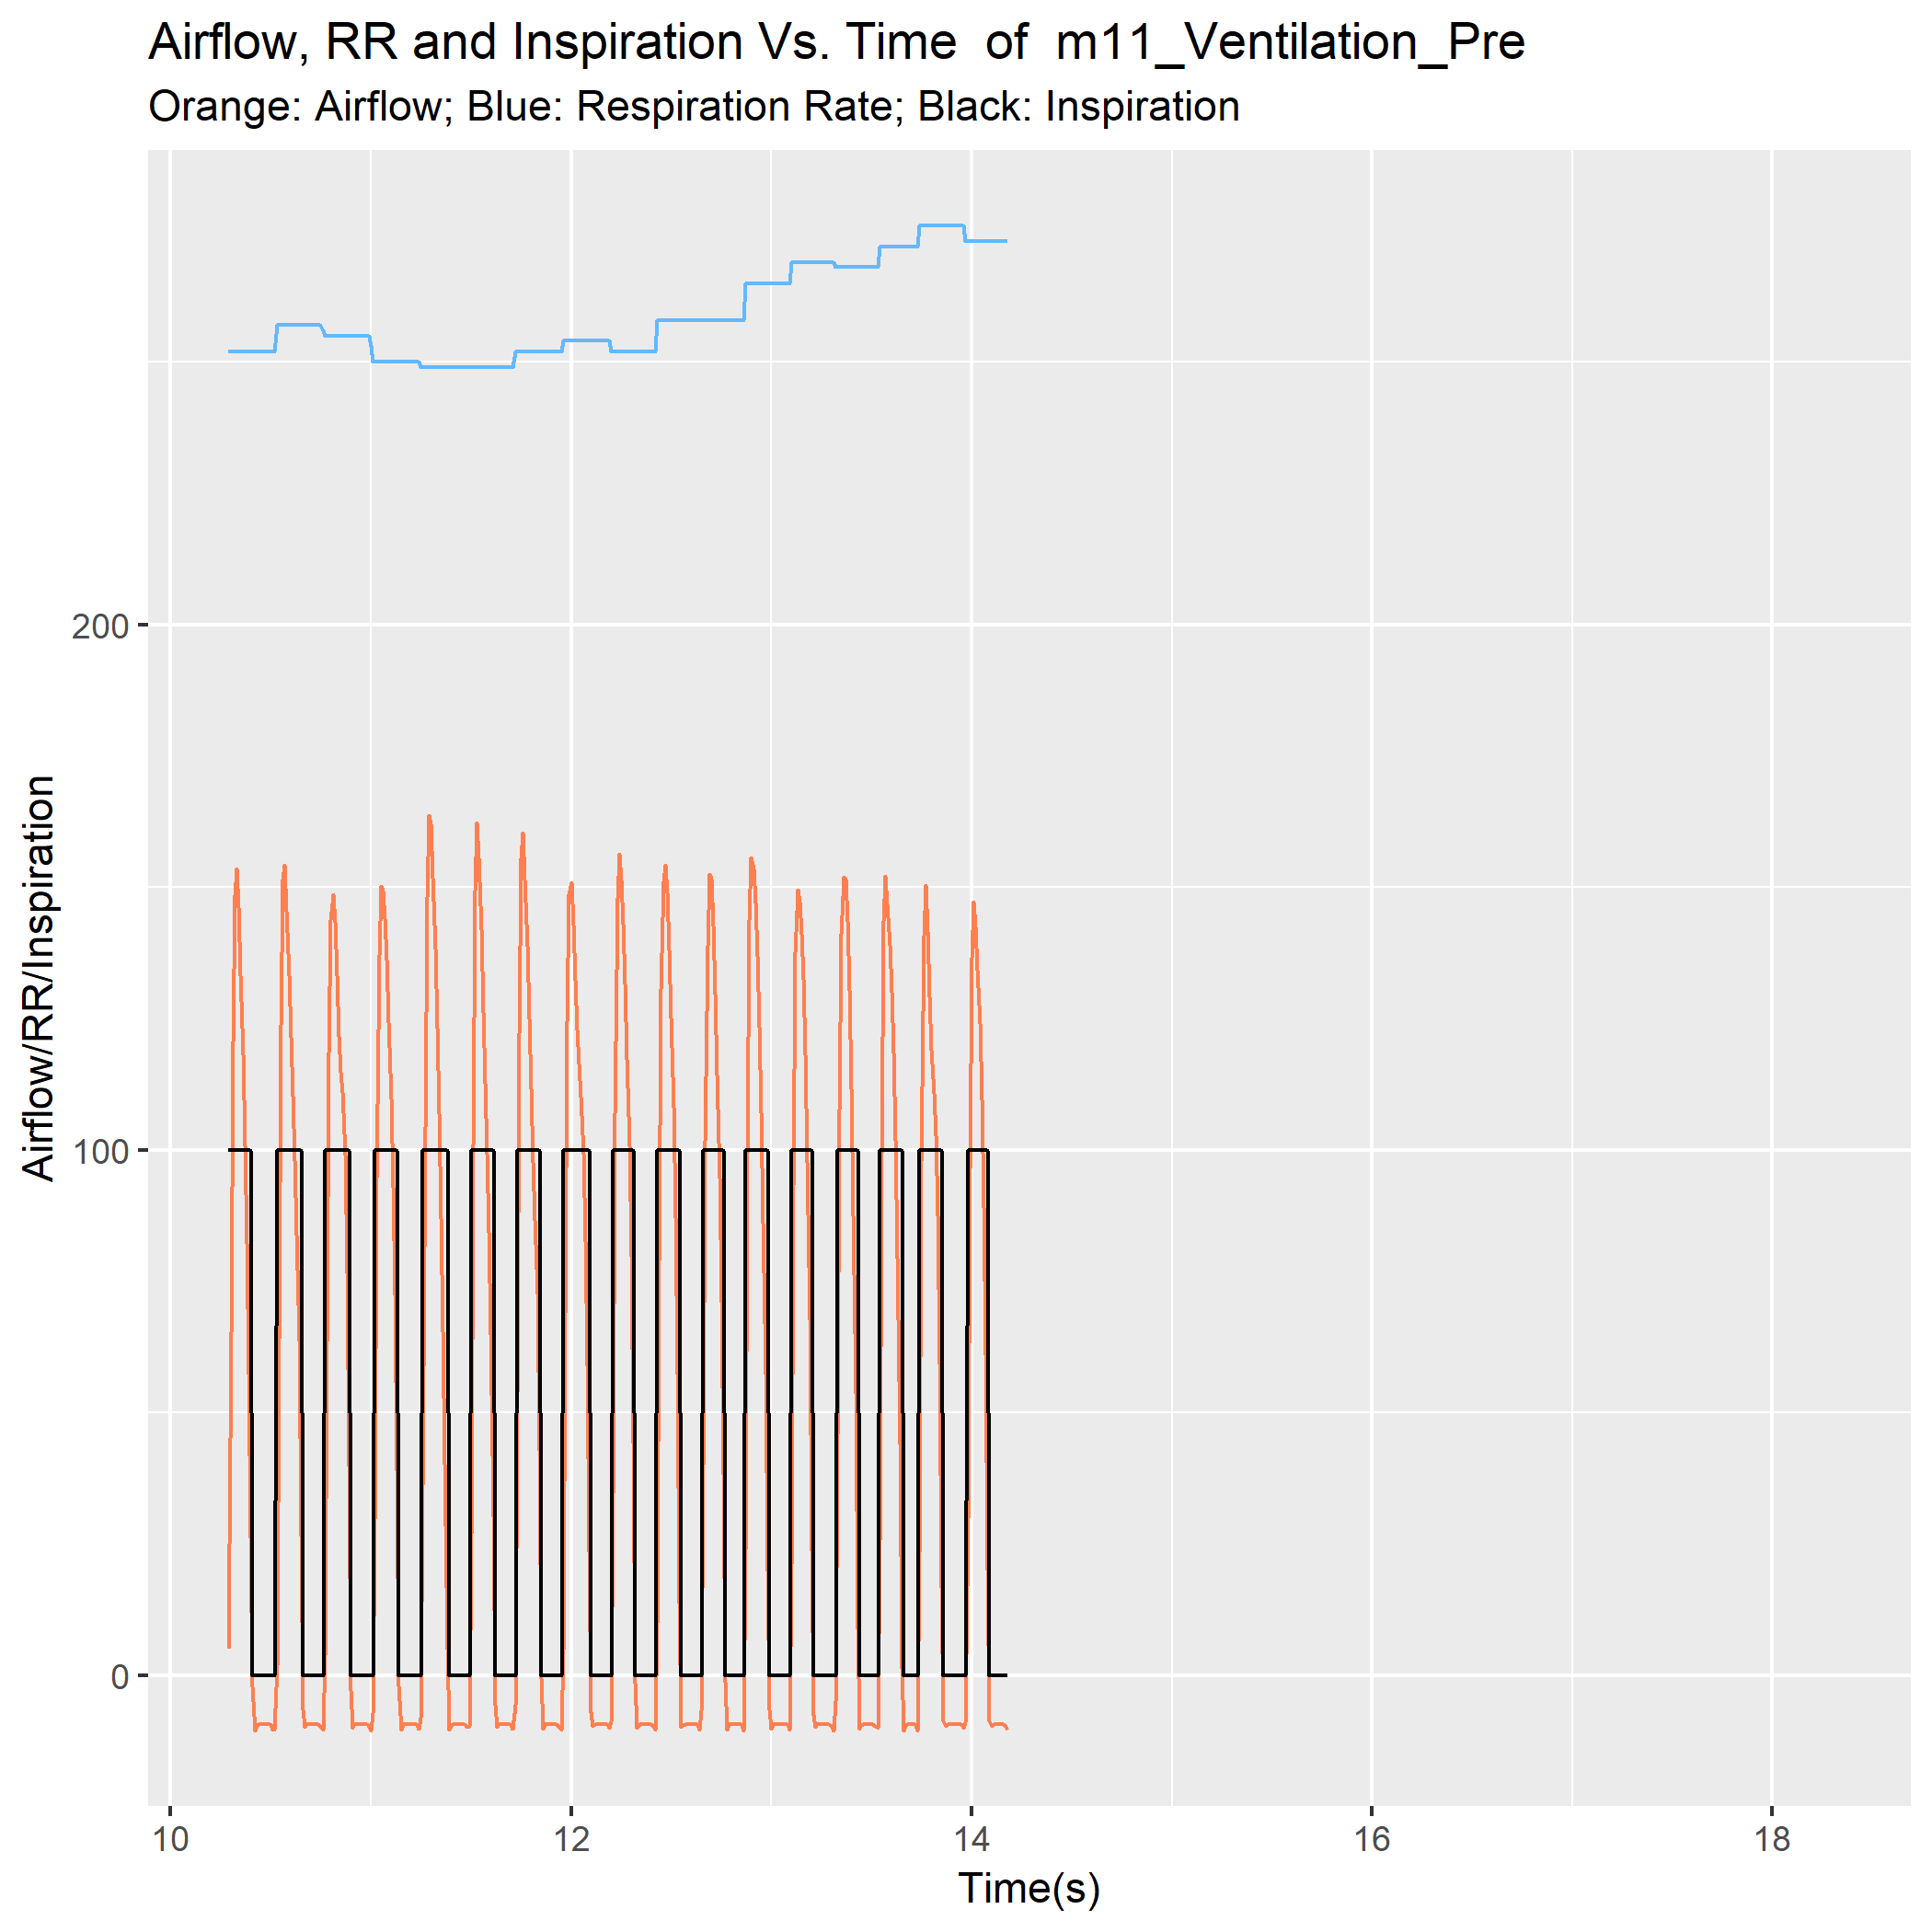 Airflow, RR and Inspiration Vs. Time  of  m11_Ventilation_Pre
Orange: Airflow; Blue: Respiration Rate; Black: Inspiration
Airflow/RR/Inspiration
200
100
0
10 12 14 16 18
Time(s)